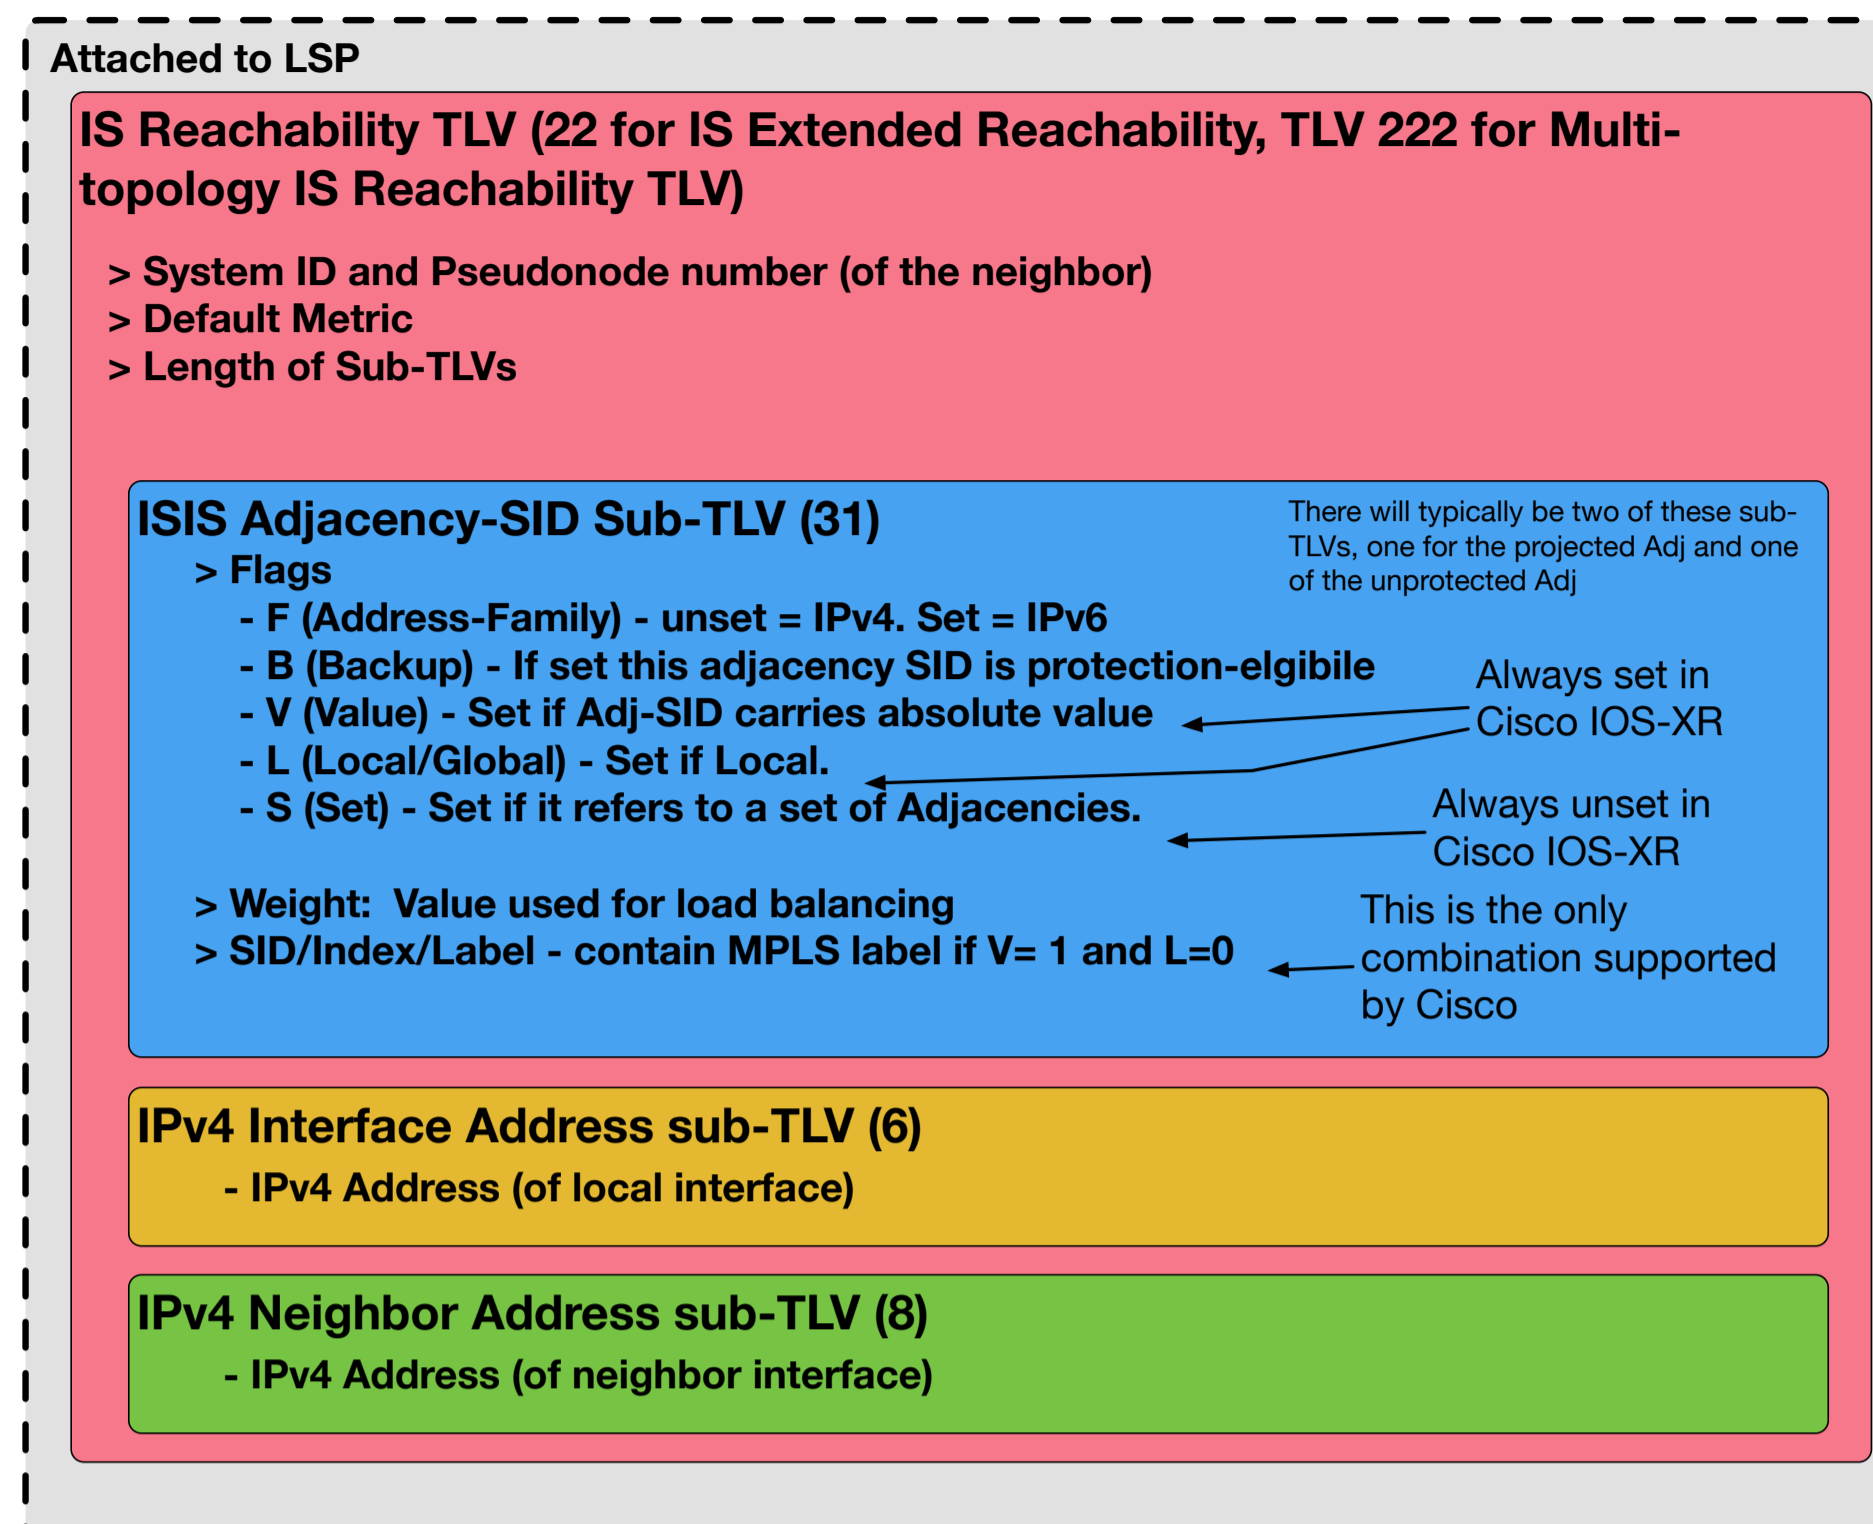 Attached to LSP
IS Reachability TLV (22 for IS Extended Reachability, TLV 222 for Multi-
topology IS Reachability TLV)
> System ID and Pseudonode number (of the neighbor)
> Default Metric
> Length of Sub-TLVs
ISIS Adjacency-SID Sub-TLV (31)
There will typically be two of these sub-
TLVs, one for the projected Adj and one
of the unprotected Adj
> Flags
- F (Address-Family) - unset = IPv4. Set = IPv6
- B (Backup) - If set this adjacency SID is protection-elgibile
- V (Value) - Set if Adj-SID carries absolute value
- L (Local/Global) - Set if Local.
- S (Set) - Set if it refers to a set of Adjacencies.
Always set in
Cisco IOS-XR
Always unset in
Cisco IOS-XR
> Weight:  Value used for load balancing
> SID/Index/Label - contain MPLS label if V= 1 and L=0
This is the only
combination supported
by Cisco
IPv4 Interface Address sub-TLV (6)
- IPv4 Address (of local interface)
IPv4 Neighbor Address sub-TLV (8)
- IPv4 Address (of neighbor interface)